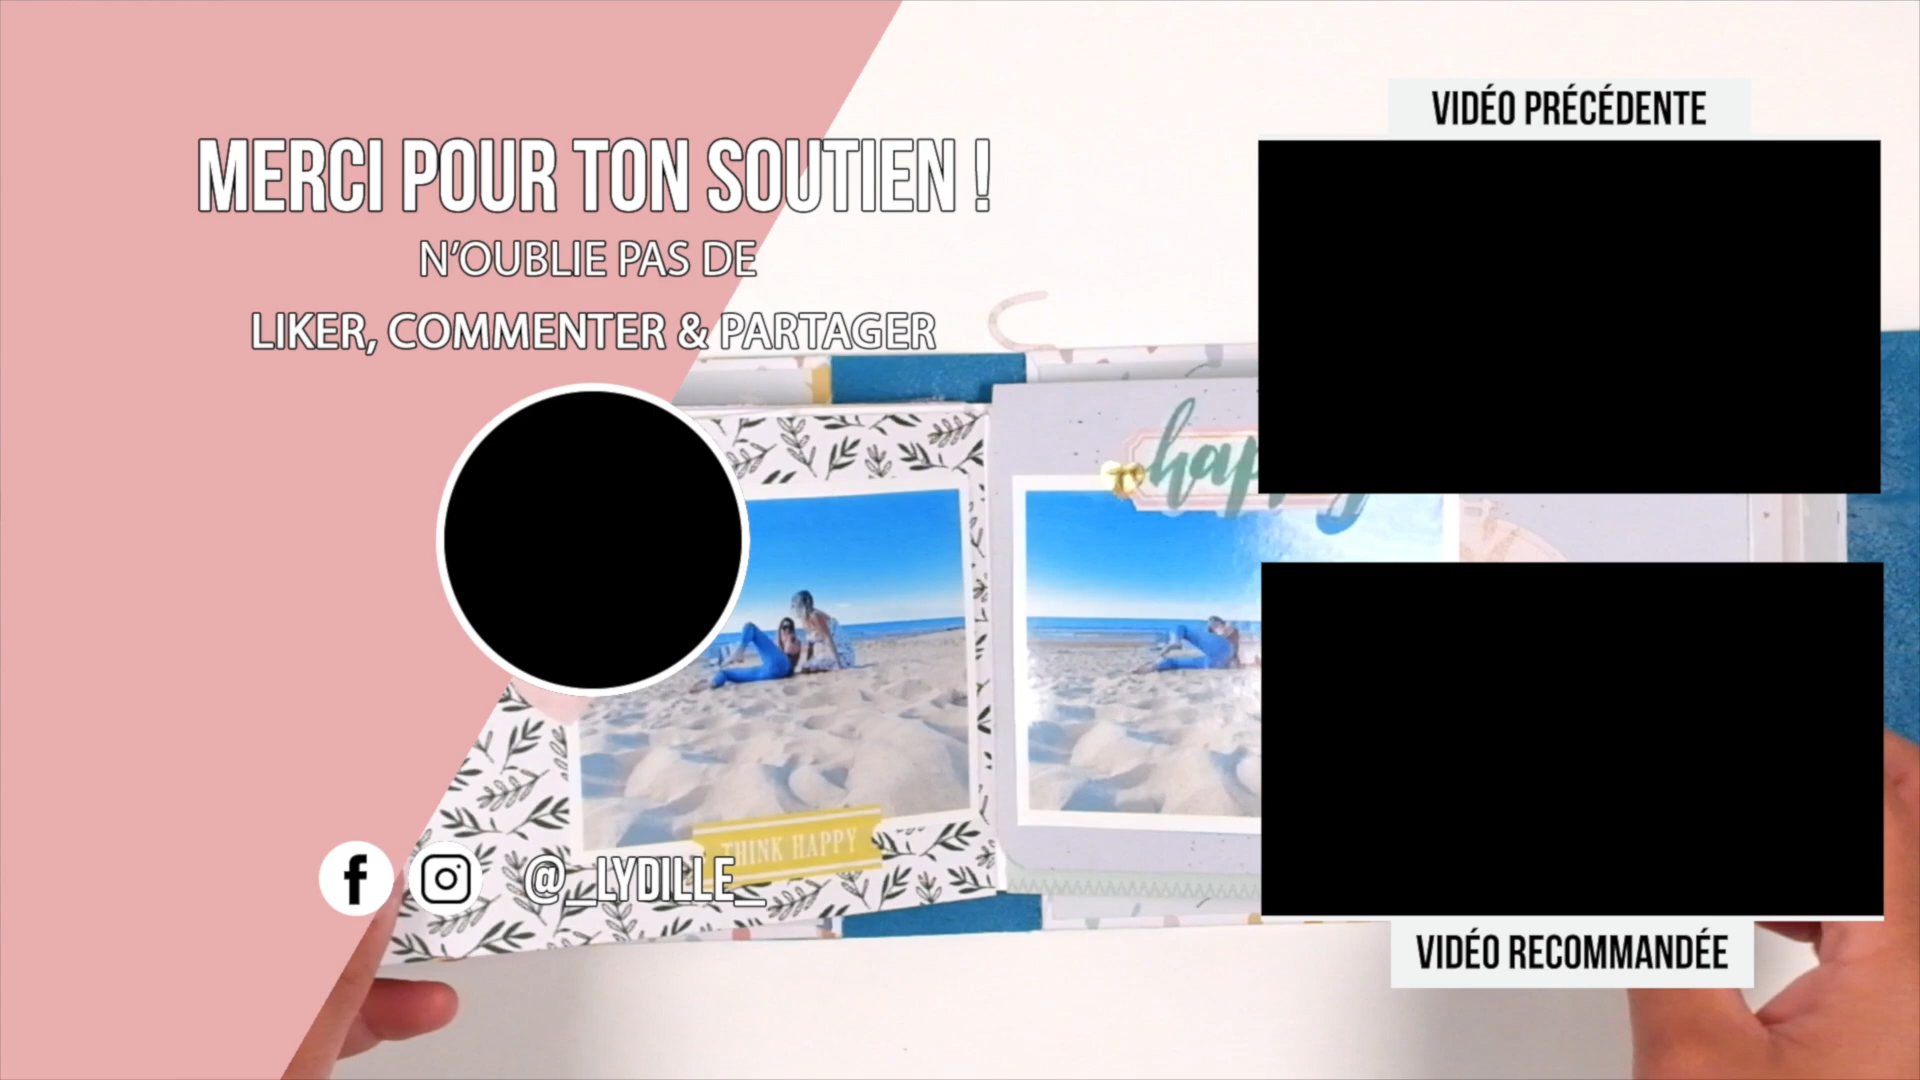 MERCI POUR TON SOUTIEN !
N'OUBLIE PAS DE
LIKER, COMMENTER & PARTAGER
VIDÉO PRÉCÉDENTE
THINK HAPPY
@_LYDILLE_
VIDÉO RECOMMANDÉE